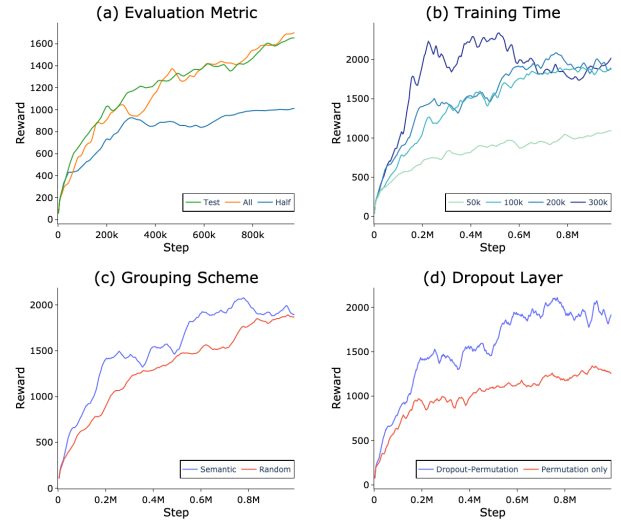 (a) Evaluation Metric
1600
1400
1200
1000
800
600
400
200
0
200k
400k
600k
800k
Reward
Step
Test
All
Half
(b) Training Time
2000
1500
1000
500
0
0
0.2M
0.4M
0.6M
0.8M
Reward
Step
50k
100k
200k
300k
(c) Grouping Scheme
2000
1500
1000
500
0
0
0.2M
0.4M
0.6M
0.8M
Reward
Step
Semantic
Random
(d) Dropout Layer
2000
1500
1000
500
0
0
0.2M
0.4M
0.6M
0.8M
Reward
Step
Dropout-Permutation
Permutation only